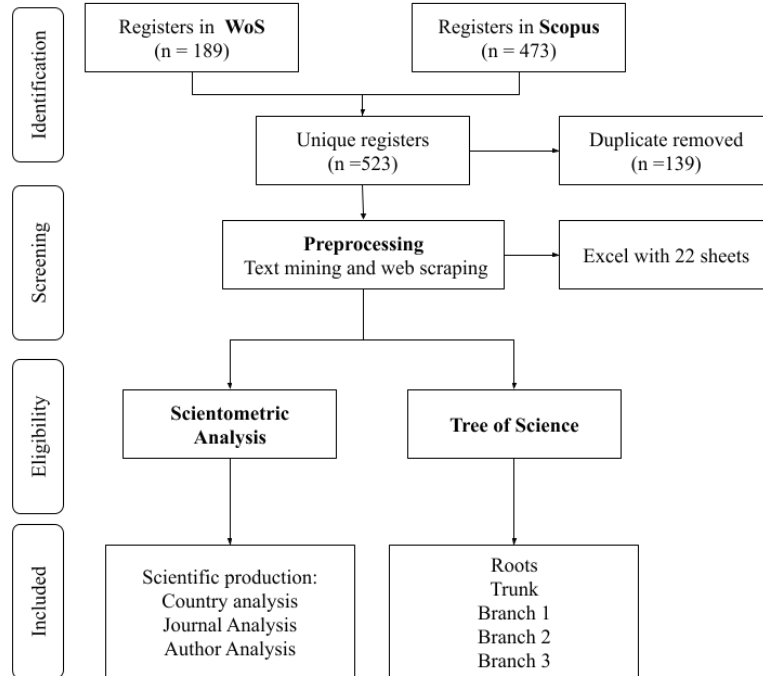 Identification
Registers in WoS
(n = 189)
Registers in Scopus
(n = 473)
Unique registers
(n =523)
Duplicate removed
(n =139)
Screening
Preprocessing
Text mining and web scraping
Excel with 22 sheets
Eligibility
Scientometric
Analysis
Tree of Science
Included
Scientific production:
Country analysis
Journal Analysis
Author Analysis
Roots
Trunk
Branch 1
Branch 2
Branch 3